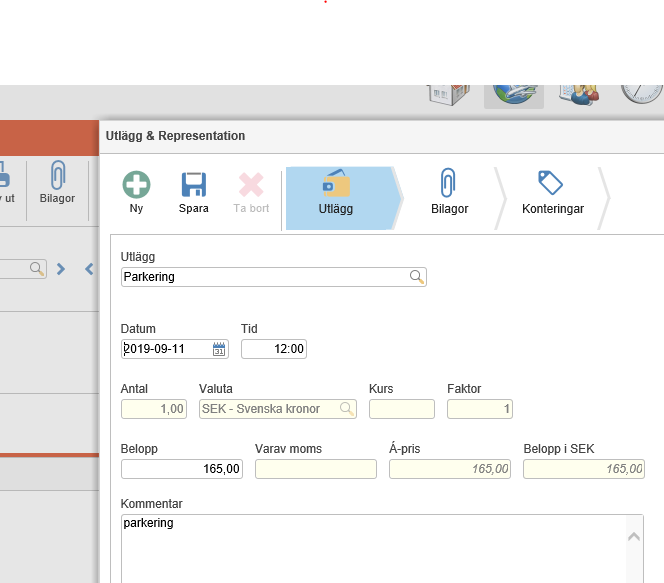 Utlägg & Representation
Ny Spara Ta bort Utlägg Bilagor Konteringar
ut Bilagor
Utlägg
Parkering
Datum Tid
2019-09-11 31 12:00
Antal Valuta Kurs Faktor
1,00 SEK - Svenska kronor 1
Belopp Varav moms Á-pris Belopp i SEK
165,00 165,00 165,00
Kommentar
parkering